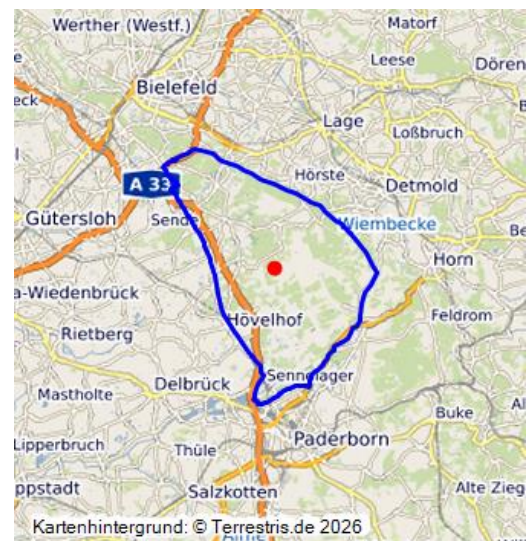 Werther (Westf.)
Matorf
Leese
Dören
Bielefeld
Lage
Loßbruch
Hörste
Detmold
A 33
Gütersloh
Sende
Wiembecke
Horn
a-Wiedenbrück
Hövelhof
Feldrom
Rietberg
Delbrück
Sennelager
Mastholte
Buke
Lipperbruch
Thüle
Paderborn
ppstadt
Salzkotten
Alte Zieg
Kartenhintergrund: © Terrestris.de 2026